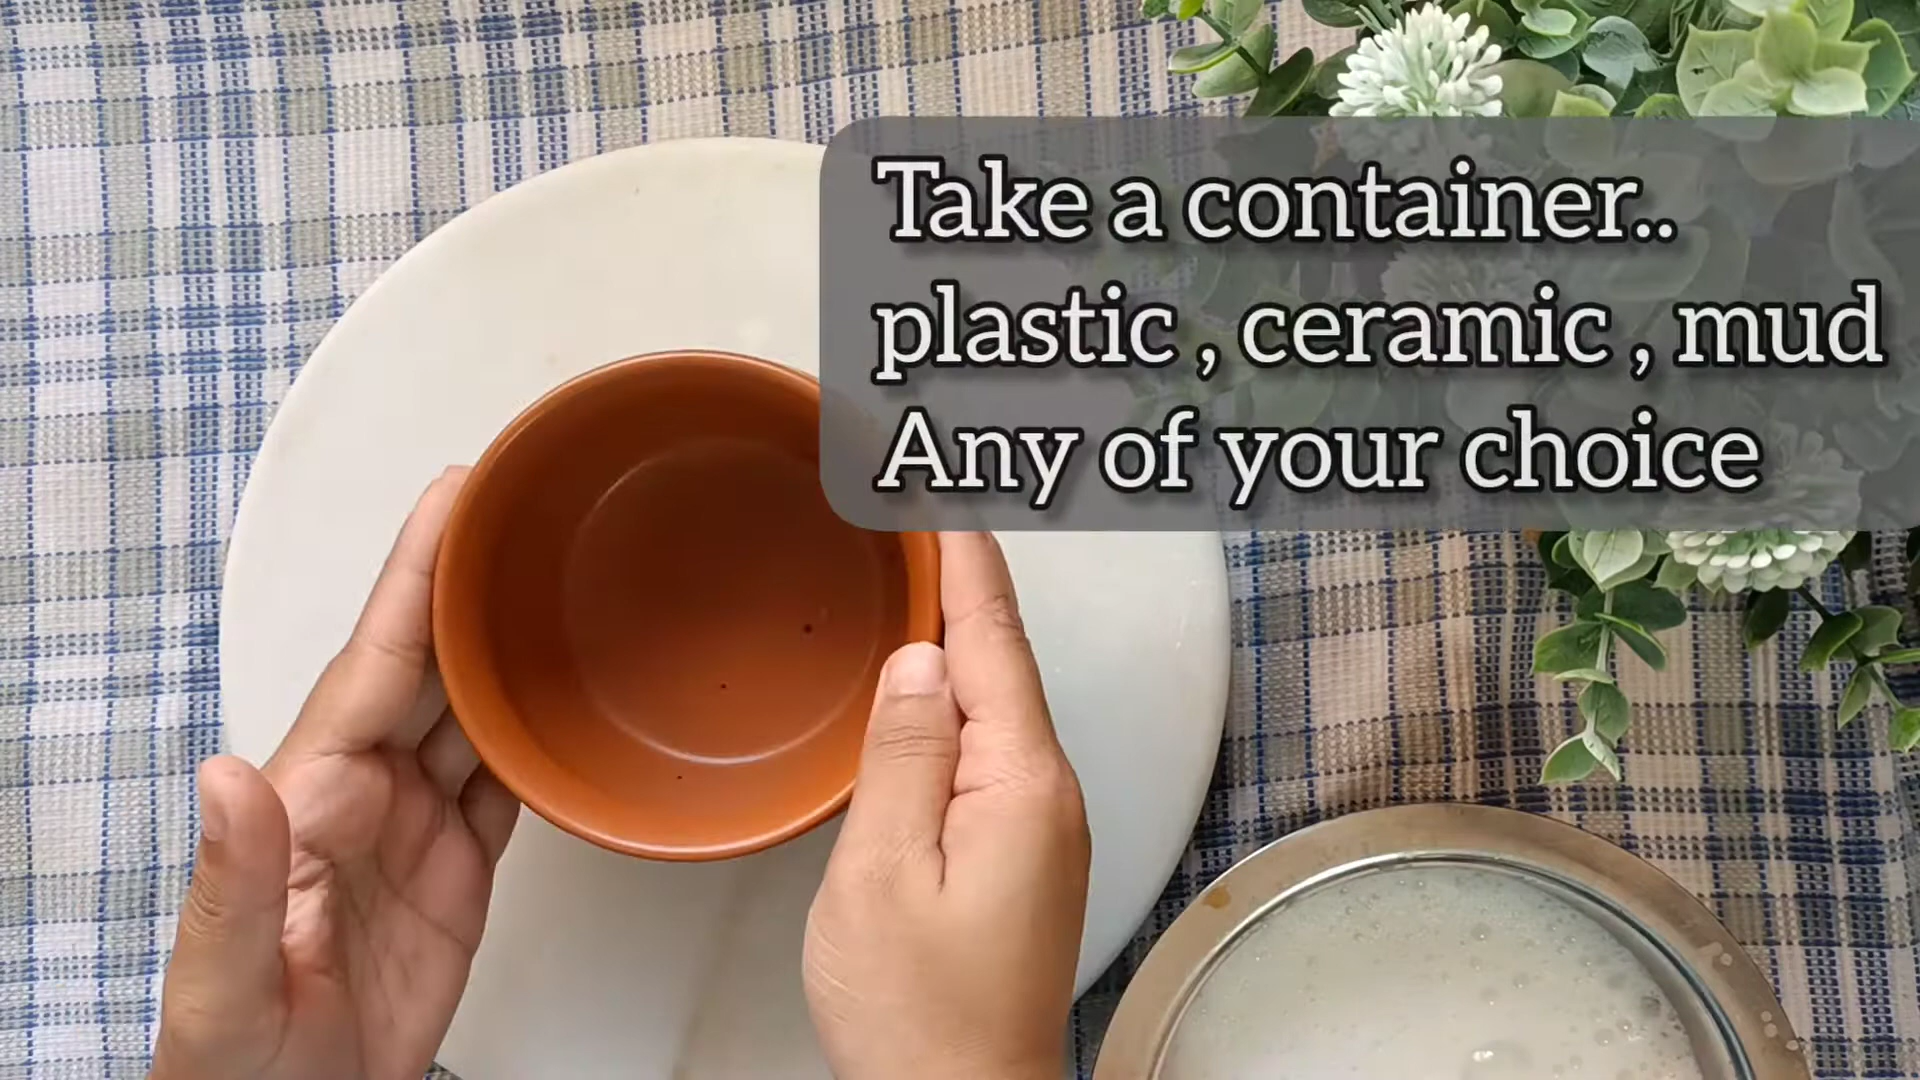 Take a container..
plastic , ceramic , mud
Any of your choice